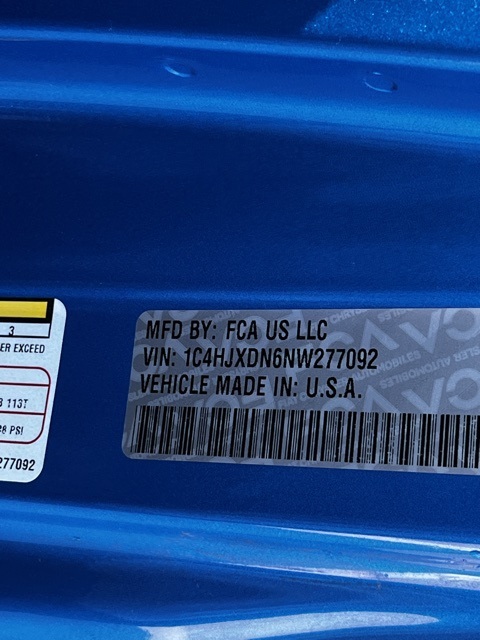 3
ER EXCEED
113T
28 PSI
277092
MFD BY: FCA US LLC
VIN: 1C4HJXDN6NW277092
VEHICLE MADE IN: U.S.A.